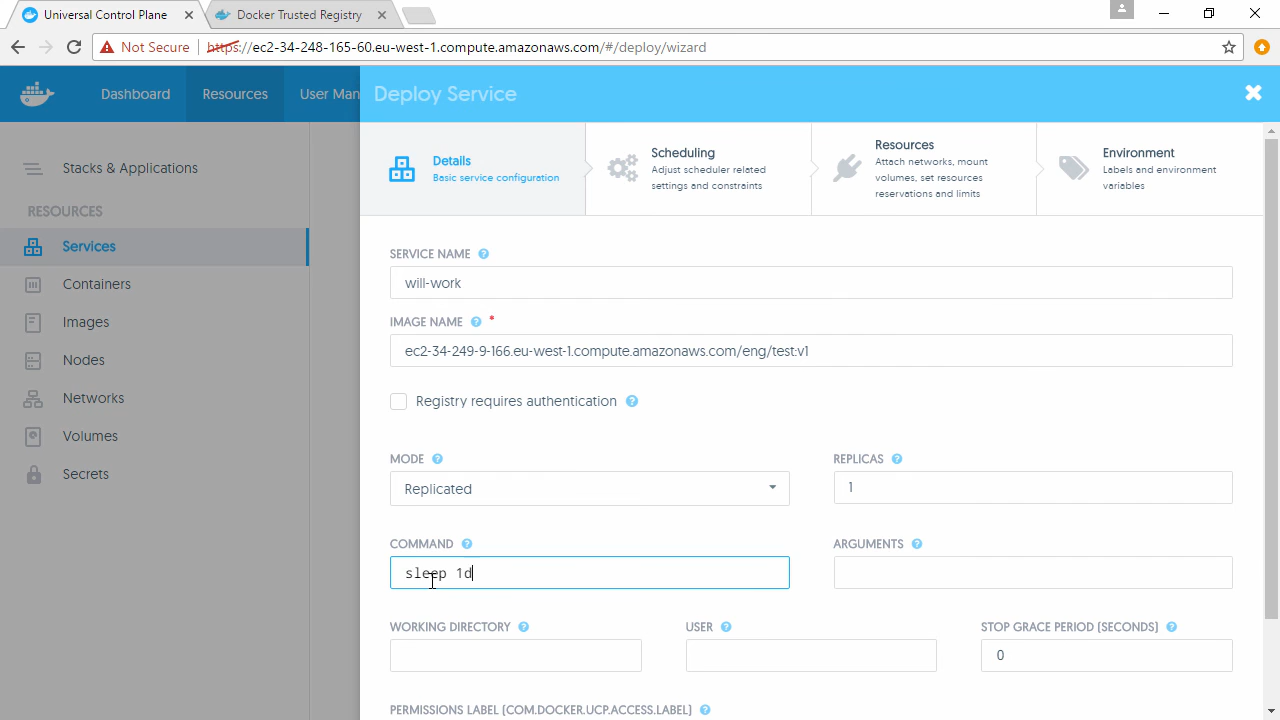 Universal Control Plane
Docker Trusted Registry
Not Secure
https://ec2-34-248-165-60.eu-west-1.compute.amazonaws.com/#/deploy/wizard
Dashboard
Resources
User Man
Deploy Service
Stacks & Applications
RESOURCES
Services
Containers
Images
Nodes
Networks
Volumes
Secrets
Details
Basic service configuration
Scheduling
Adjust scheduler related
settings and constraints
Resources
Attach networks, mount
volumes, set resources
reservations and limits
Environment
Labels and environment
variables
SERVICE NAME ?
will-work
IMAGE NAME ? *
ec2-34-249-9-166.eu-west-1.compute.amazonaws.com/eng/test:v1
Registry requires authentication ?
MODE ?
Replicated
REPLICAS ?
1
COMMAND ?
sleep 1d
ARGUMENTS ?
WORKING DIRECTORY ?
USER ?
STOP GRACE PERIOD (SECONDS) ?
0
PERMISSIONS LABEL (COM.DOCKER.UCP.ACCESS.LABEL) ?